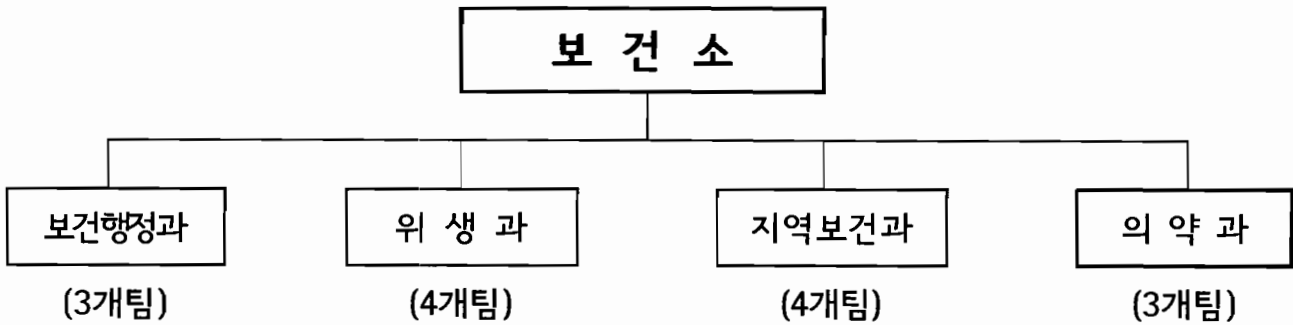 보 건 소
보건행정과 위 생 과 지역보건과 의 약 과
(3개팀) (4개팀) (4개팀) (3개팀)